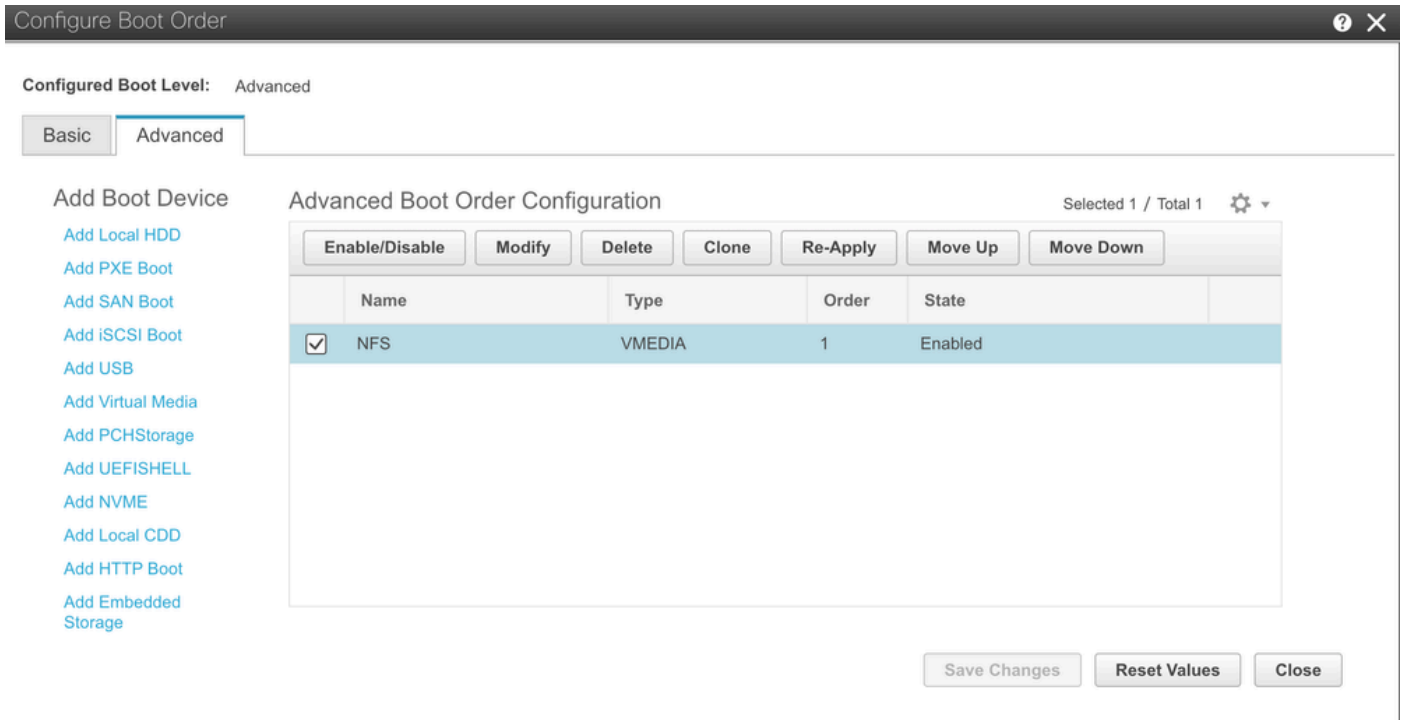 Configure Boot Order
Configured Boot Level: Advanced
Basic Advanced
Add Boot Device
Add Local HDD
Add PXE Boot
Add SAN Boot
Add iSCSI Boot
Add USB
Add Virtual Media
Add PCHStorage
Add UEFISHELL
Add NVME
Add Local CDD
Add HTTP Boot
Add Embedded
Storage
Advanced Boot Order Configuration
Selected 1 / Total 1
Enable/Disable Modify Delete Clone Re-Apply Move Up Move Down
Name Type Order State
NFS VMEDIA 1 Enabled
Save Changes Reset Values Close